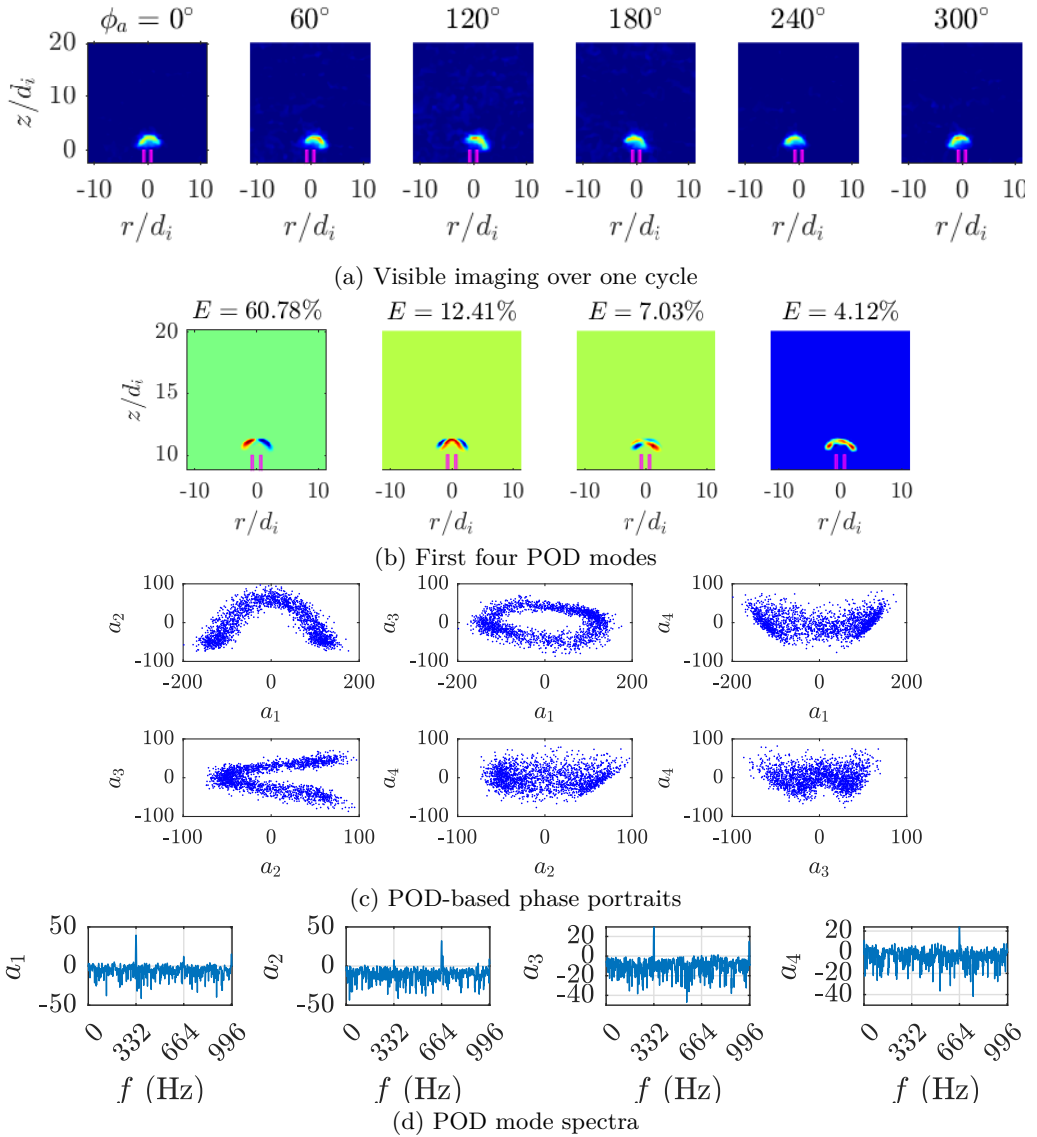 ϕ_a = 0° 60° 120° 180° 240° 300°
20
10
0
z/d_i
-10 0 10 -10 0 10 -10 0 10 -10 0 10 -10 0 10 -10 0 10
r/d_i r/d_i r/d_i r/d_i r/d_i r/d_i
(a) Visible imaging over one cycle
E = 60.78% E = 12.41% E = 7.03% E = 4.12%
20
15
10
z/d_i
-10 0 10 -10 0 10 -10 0 10 -10 0 10
r/d_i r/d_i r/d_i r/d_i
(b) First four POD modes
100 100 100
a_2 0 a_3 0 a_4 0
-100 -100 -100
-200 0 200 -200 0 200 -200 0 200
a_1 a_1 a_1
100 100 100
a_3 0 a_4 0 a_4 0
-100 -100 -100
-100 0 100 -100 0 100 -100 0 100
a_2 a_2 a_3
(c) POD-based phase portraits
50 50 20 20
a_1 0 a_2 0 a_3 0 a_4 0
-20 -20
-50 -50 -40 -40
0 332 664 996 0 332 664 996 0 332 664 996 0 332 664 996
f (Hz) f (Hz) f (Hz) f (Hz)
(d) POD mode spectra